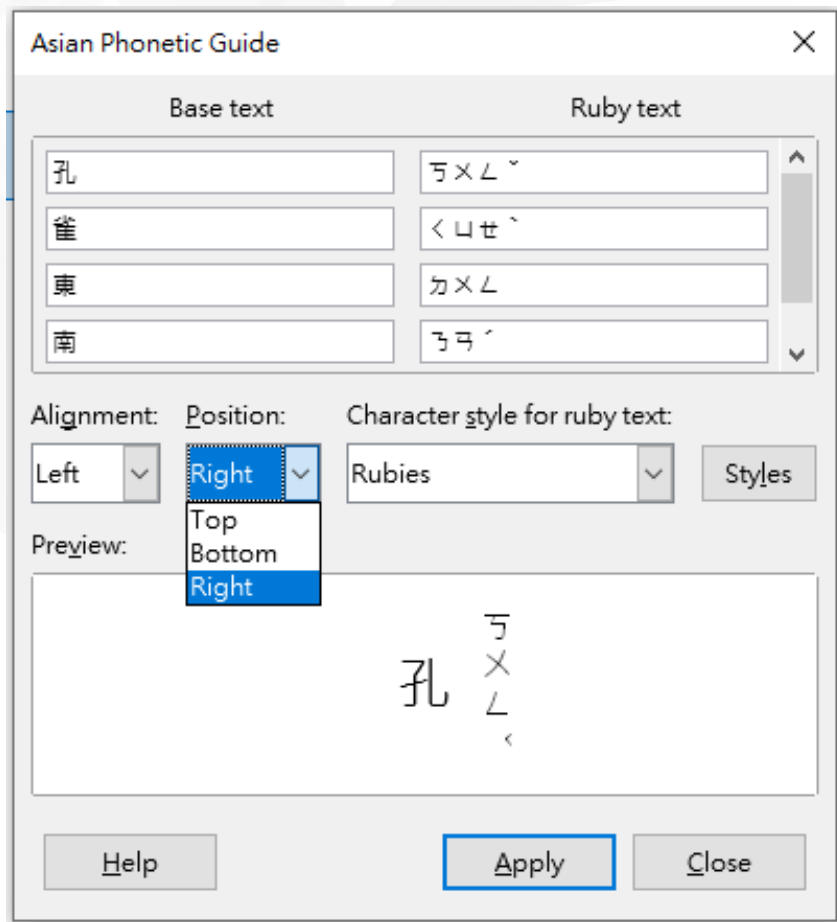 Asian Phonetic Guide
Base text Ruby text
孔 ㄎㄨㄥˇ
雀 ㄑㄩㄝˋ
東 ㄉㄨㄥ
南 ㄋㄢˊ
Alignment: Position: Character style for ruby text:
Left Right Rubies Styles
Top
Bottom
Right
Preview:
孔 ㄎㄨㄥˇ
Help Apply Close